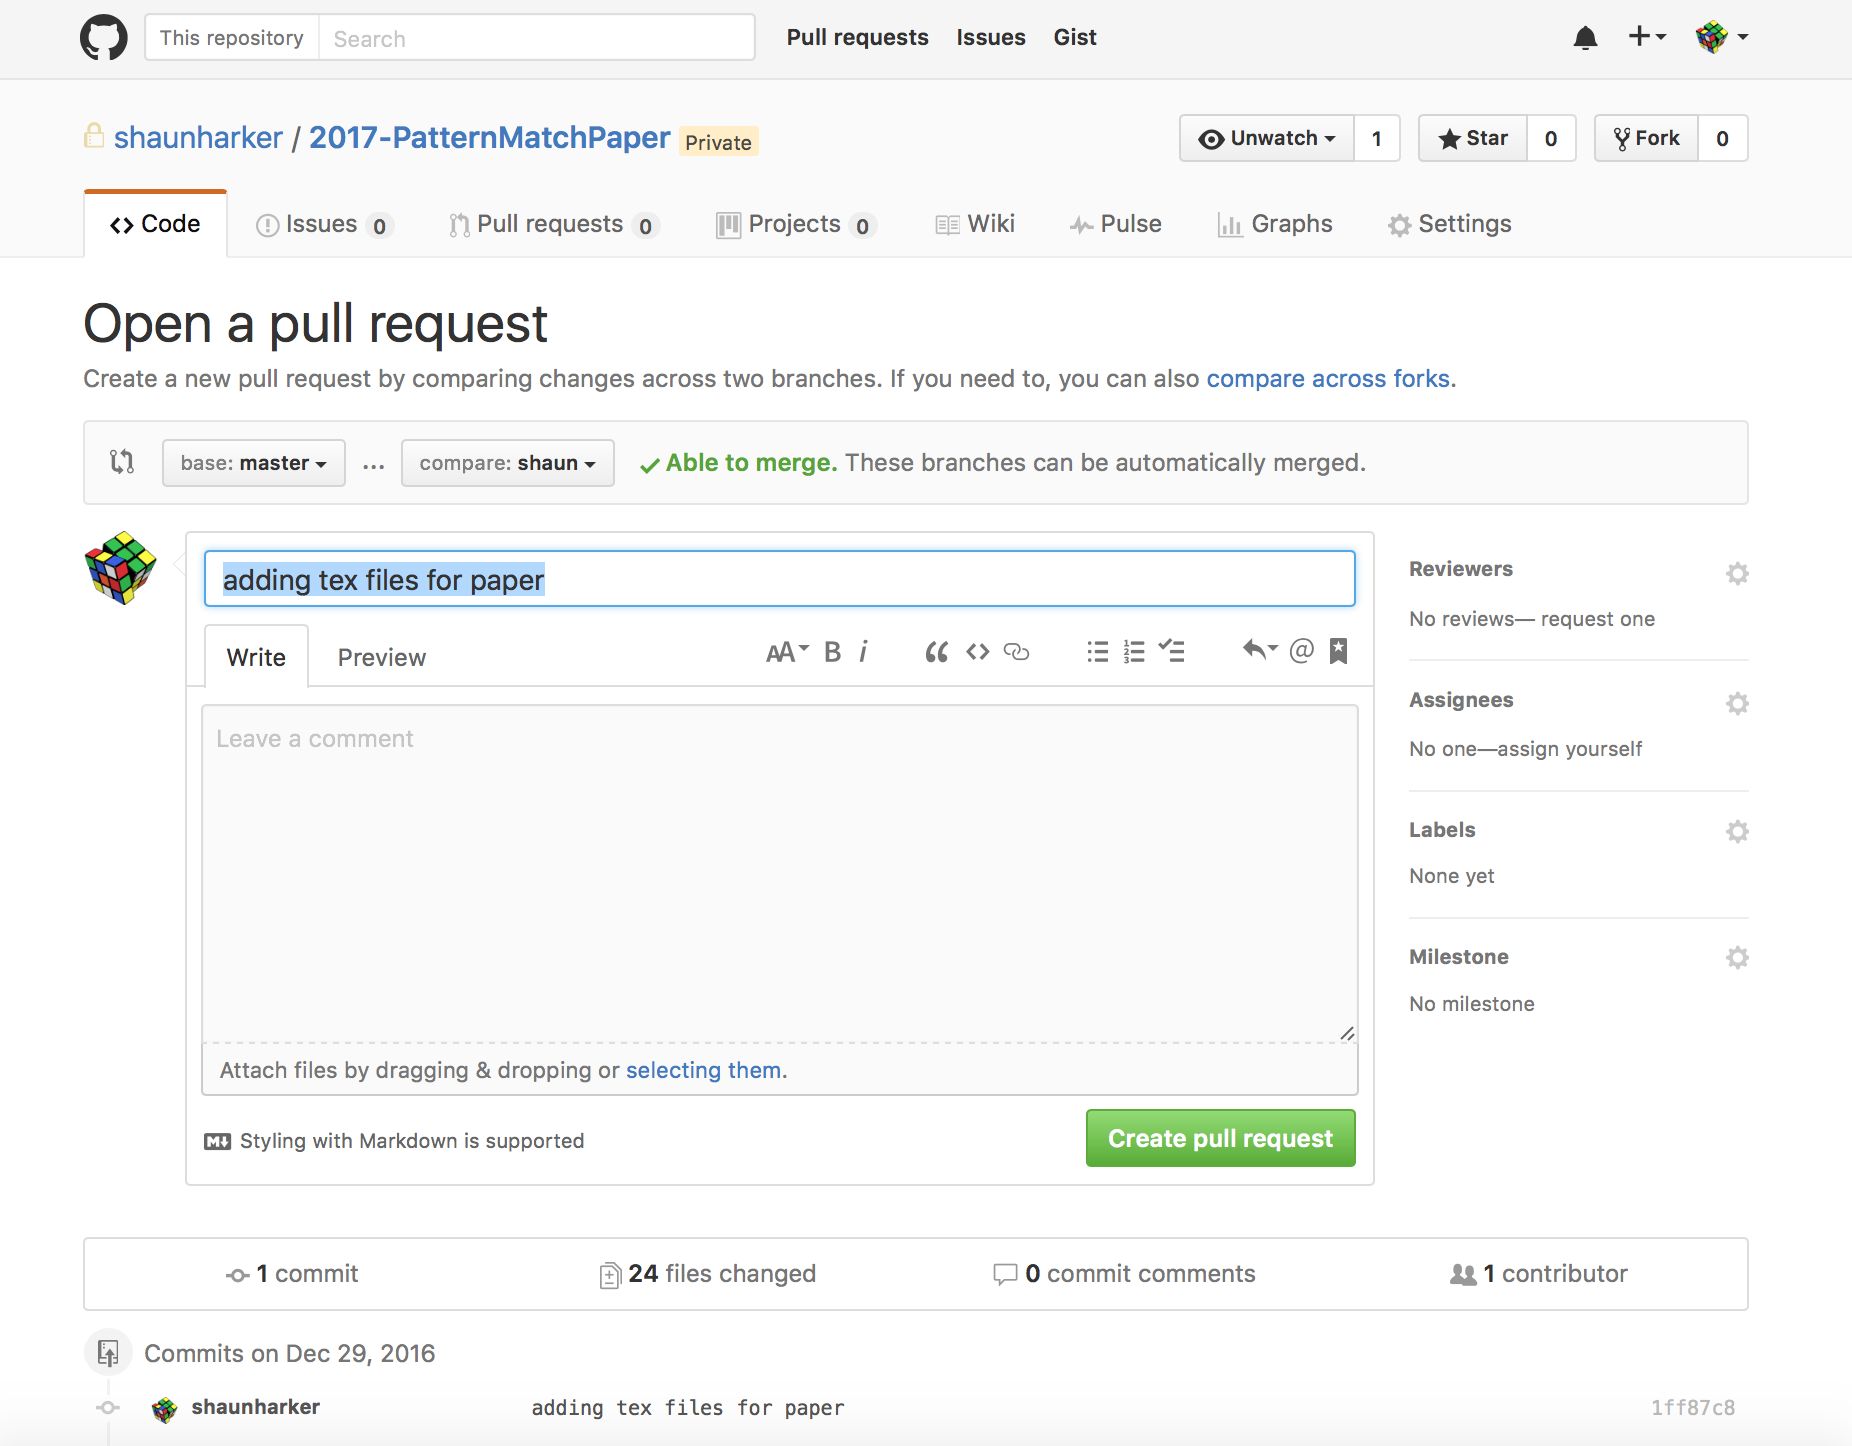 This repository Search Pull requests Issues Gist
shaunharker / 2017-PatternMatchPaper Private Unwatch 1 Star 0 Fork 0
Code Issues 0 Pull requests 0 Projects 0 Wiki Pulse Graphs Settings
Open a pull request
Create a new pull request by comparing changes across two branches. If you need to, you can also compare across forks.
base: master ... compare: shaun Able to merge. These branches can be automatically merged.
adding tex files for paper
Write Preview AA B i “ <> @
Leave a comment
Attach files by dragging & dropping or selecting them.
M Styling with Markdown is supported
Create pull request
Reviewers
No reviews— request one
Assignees
No one—assign yourself
Labels
None yet
Milestone
No milestone
1 commit 24 files changed 0 commit comments 1 contributor
Commits on Dec 29, 2016
shaunharker adding tex files for paper 1ff87c8